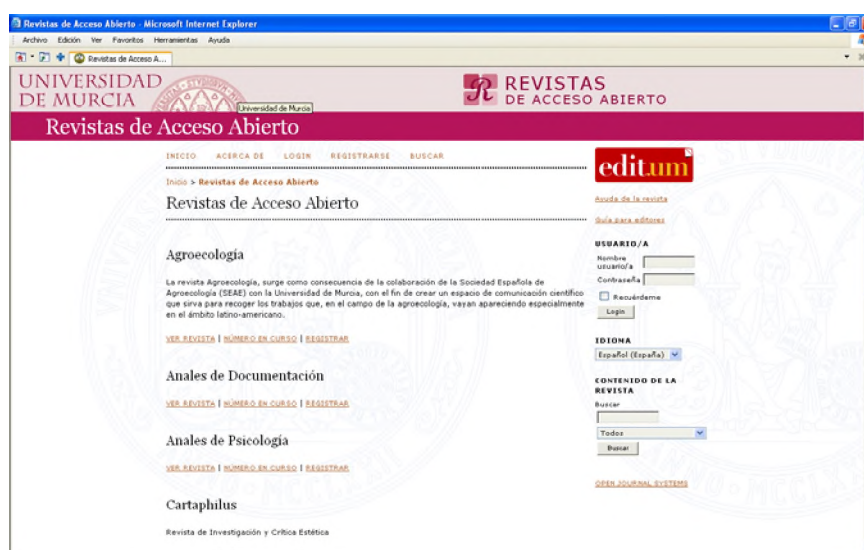 Revistas de Acceso Abierto - Microsoft Internet Explorer
Archivo Edición Ver Favoritos Herramientas Ayuda
Revistas de Acceso A...
UNIVERSIDAD
DE MURCIA
Universidad de Murcia
REVISTAS
DE ACCESO ABIERTO
Revistas de Acceso Abierto
INICIO ACERCA DE LOGIN REGISTRARSE BUSCAR
Inicio > Revistas de Acceso Abierto
Revistas de Acceso Abierto
Agroecología
La revista Agroecología, surge como consecuencia de la colaboración de la Sociedad Española de
Agroecología (SEAE) con la Universidad de Murcia, con el fin de crear un espacio de comunicación científico
que sirva para recoger los trabajos que, en el campo de la agroecología, vayan apareciendo especialmente
en el ámbito latino-americano.
VER REVISTA | NÚMERO EN CURSO | REGISTRAR
Anales de Documentación
VER REVISTA | NÚMERO EN CURSO | REGISTRAR
Anales de Psicología
VER REVISTA | NÚMERO EN CURSO | REGISTRAR
Cartaphilus
Revista de Investigación y Crítica Estética
editum
Ayuda de la revista
Guía para editores
USUARIO/A
Nombre
usuario/a
Contraseña
Recuérdeme
Login
IDIOMA
Español (España)
CONTENIDO DE LA
REVISTA
Buscar
Todos
Buscar
OPEN JOURNAL SYSTEMS